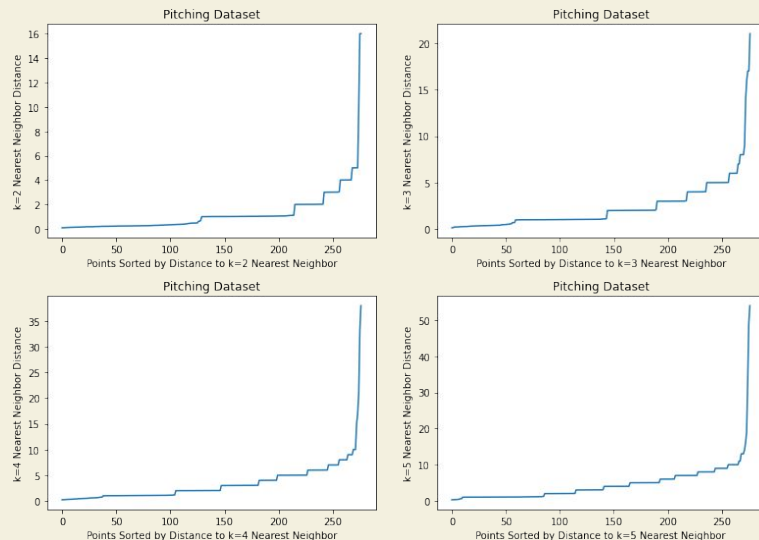 Pitching Dataset
16
14
12
10
8
6
4
2
0
k=2 Nearest Neighbor Distance
0 50 100 150 200 250
Points Sorted by Distance to k=2 Nearest Neighbor
Pitching Dataset
20
15
10
5
0
k=3 Nearest Neighbor Distance
0 50 100 150 200 250
Points Sorted by Distance to k=3 Nearest Neighbor
Pitching Dataset
35
30
25
20
15
10
5
0
k=4 Nearest Neighbor Distance
0 50 100 150 200 250
Points Sorted by Distance to k=4 Nearest Neighbor
Pitching Dataset
50
40
30
20
10
0
k=5 Nearest Neighbor Distance
0 50 100 150 200 250
Points Sorted by Distance to k=5 Nearest Neighbor